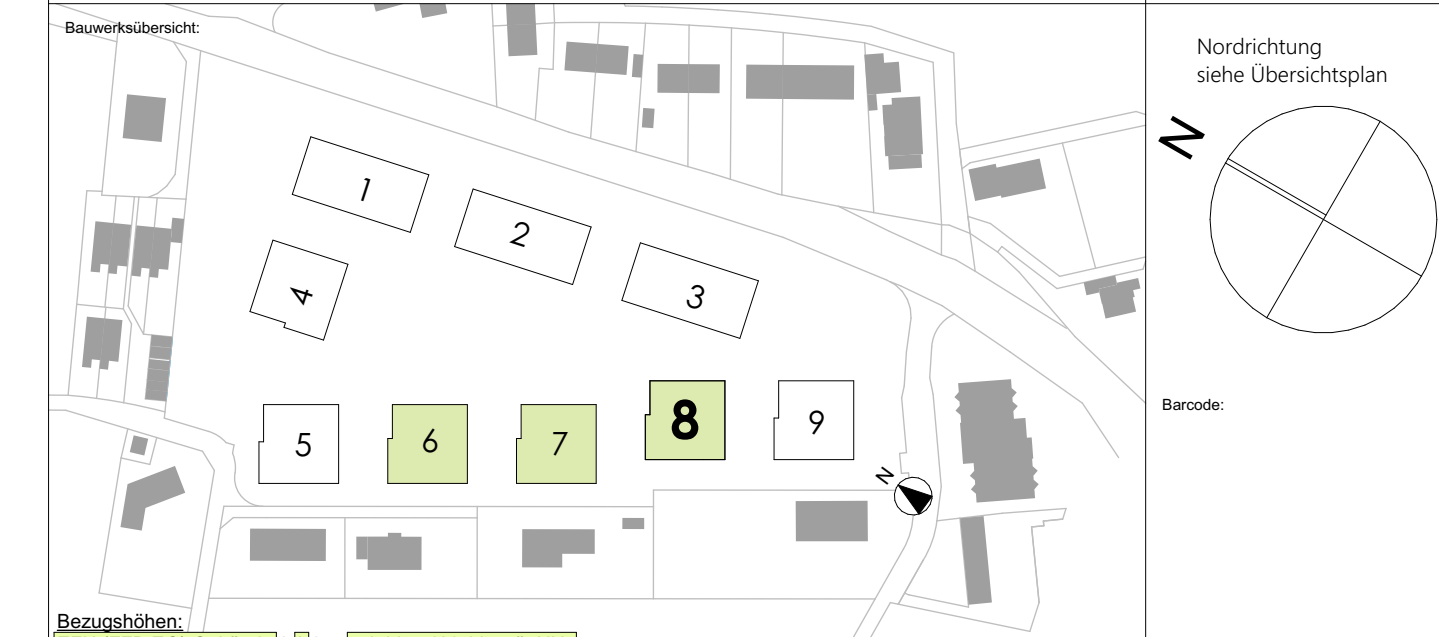 Bauwerksübersicht:
Nordrichtung
siehe Übersichtsplan
N
1
2
3
4
Barcode:
5
6
7
8
9
N
Bezugshöhen: